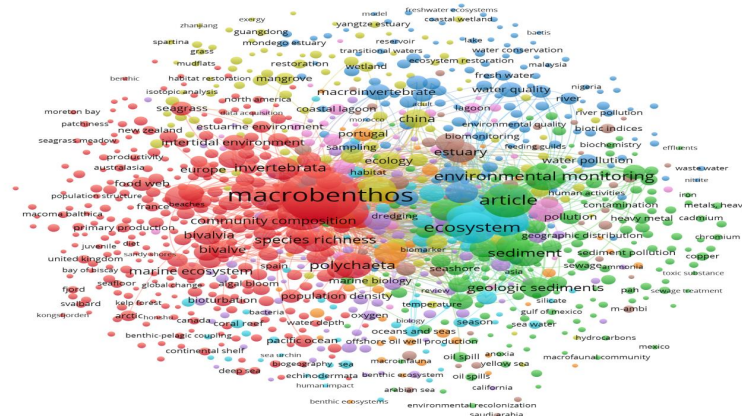 freshwater ecosystems
model
coastal wetland
exergy
yangtze estuary
baetis
zhanjiang
guangdong
reservoir
lake
spartina
mondego estuary
transitional waters
water conservation
grass
restoration
ecosystem restoration
malaysia
mudflats
wetland
habitat restoration
mangrove
fresh water
benthic
isotopic analysis
macroinvertebrate
water quality
nigeria
north america
adult
river
moreton bay
seagrass
data acquisition
coastal lagoon
lagoon
river pollution
patchiness
estuarine environment
morocco
china
environmental quality
new zealand
portugal
biomonitoring
biotic indices
seagrass meadow
intertidal environment
sampling
estuary
feeding guilds
biochemistry
effluents
productivity
ecology
water pollution
australasia
europe
invertebrata
habitat
environmental monitoring
waste water
food web
nitrite
population structure
macrobenthos
article
human activities
iron
france
beaches
contamination
metals, heavy
macoma balthica
community composition
dredging
pollution
heavy metal
cadmium
primary production
ecosystem
bivalvia
species richness
geographic distribution
chromium
juvenile
diet
sandy shores
bivalve
biomarker
sediment
sediment pollution
copper
united kingdom
seashore
sewage
bay of biscay
marine ecosystem
spain
polychaeta
asia
ammonia
toxic substance
seafloor
global change
algal bloom
marine biology
review
geologic sediments
fjord
pan
sewage treatment
svalbard
kelp forest
bioturbation
population density
temperature
silicate
m-ambi
kongsfjorden
arctic
honshu
bacteria
oxygen
biology
gulf of mexico
canada
coral reef
water depth
season
sea water
benthic-pelagic coupling
pacific ocean
oceans and seas
offshore oil well production
hydrocarbons
continental shelf
sea urchin
biogeography
sea
macroinfauna
oil spill
anoxia
yellow sea
macrofaunal community
mexico
deep sea
echinodermata
benthic ecosystem
oil spills
human impact
arabian sea
california
benthic ecosystems
environmental recolonization
saudi arabia